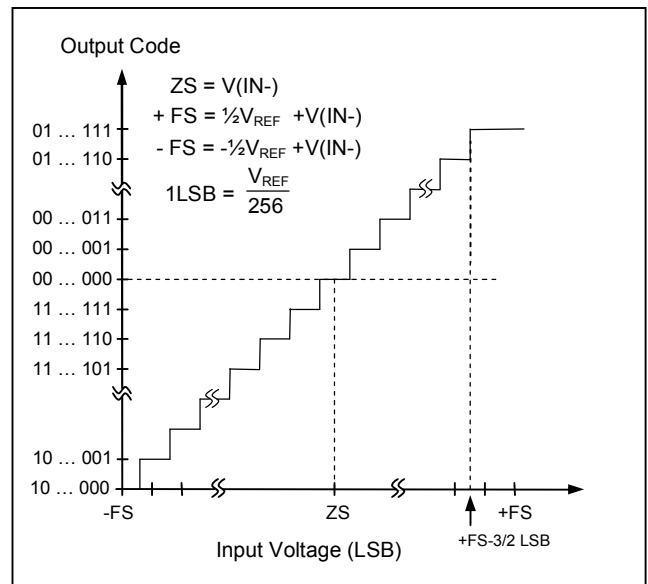 Output Code
ZS = V(IN-)
+ FS = ½VREF +V(IN-)
- FS = -½VREF +V(IN-)
1LSB = VREF
256
01 ... 111
01 ... 110
00 ... 011
00 ... 001
00 ... 000
11 ... 111
11 ... 110
11 ... 101
10 ... 001
10 ... 000
-FS
ZS
+FS
+FS-3/2 LSB
Input Voltage (LSB)